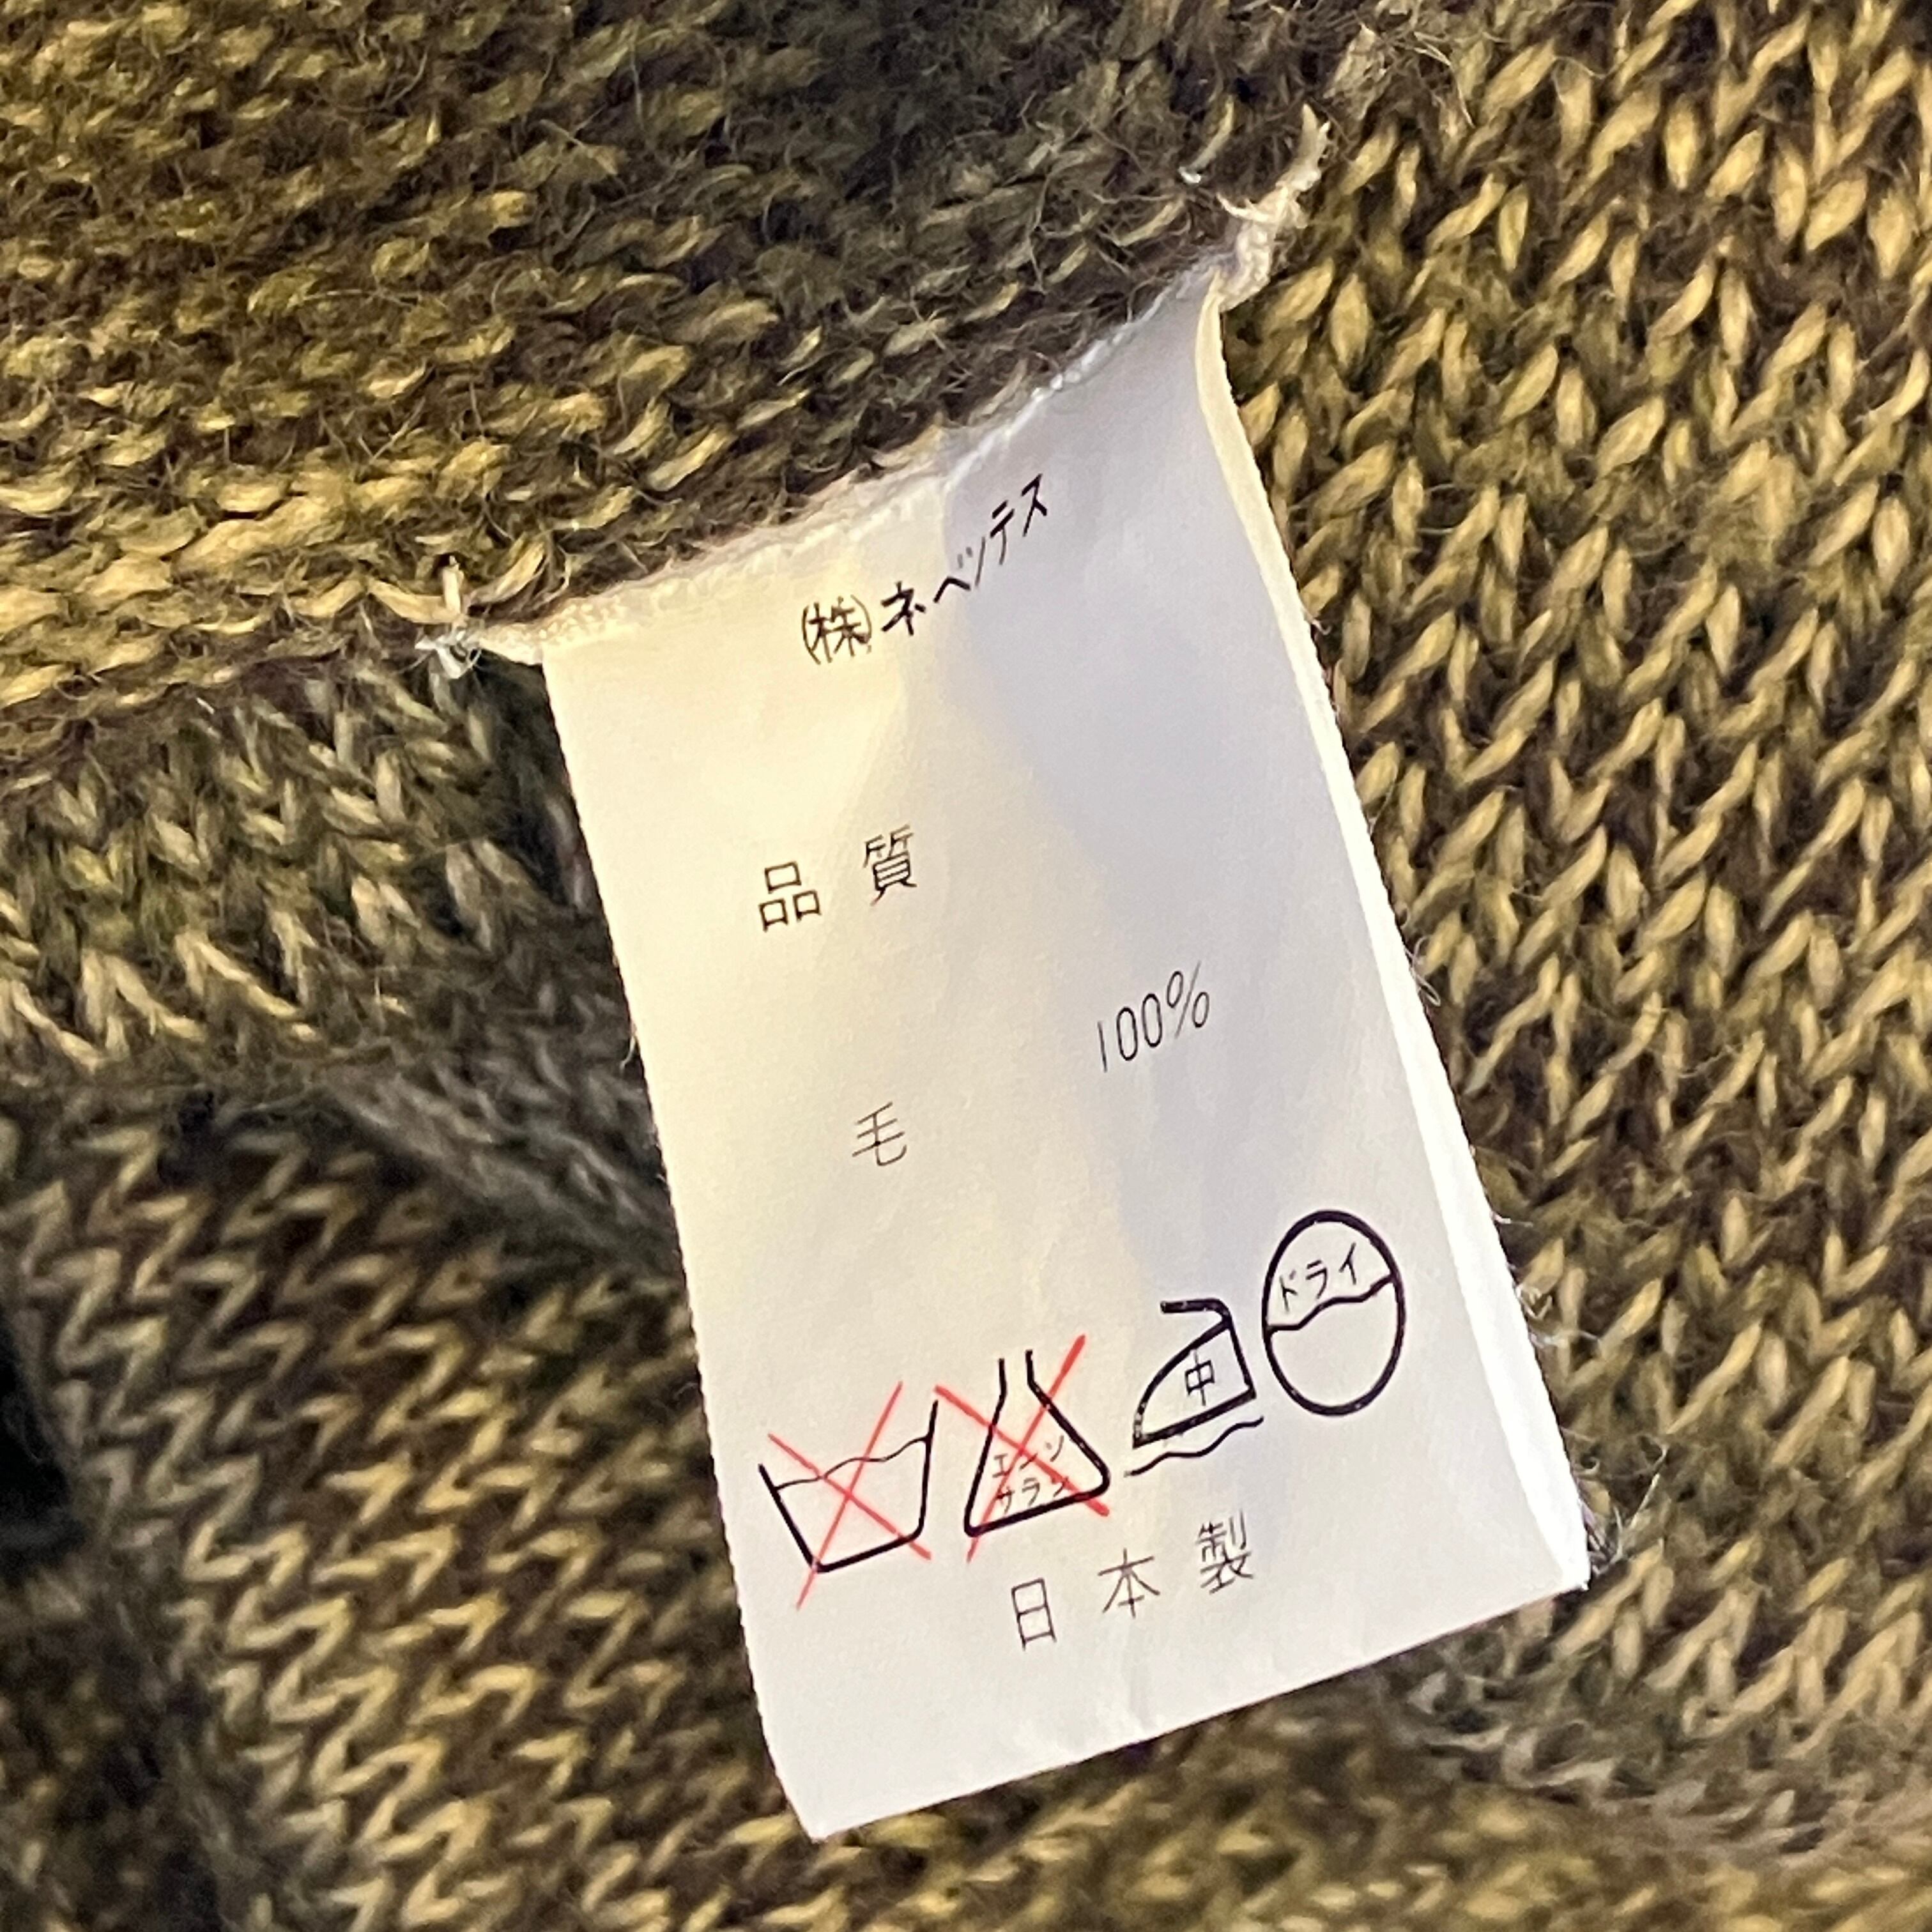 (株)ネペンテス
品質
100%
毛
ドライ
中
エンソ
サラシ
日本製